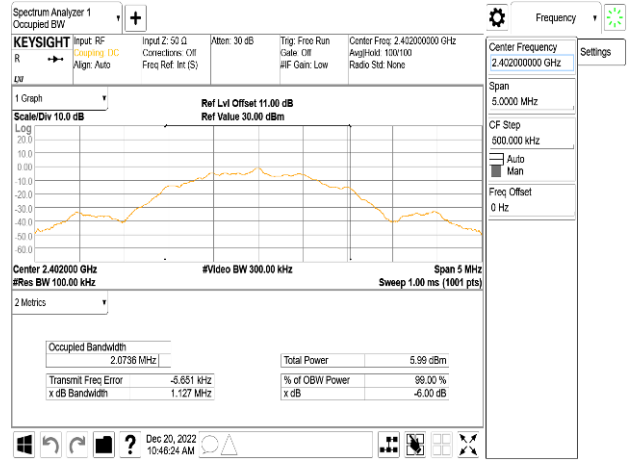 Spectrum Analyzer 1
Occupied BW
Frequency
KEYSIGHT
R
Input: RF
Coupling: DC
Align: Auto
Input Z: 50 Ω
Corrections: Off
Freq Ref: Int (S)
Atten: 30 dB
Trig: Free Run
Gate: Off
#IF Gain: Low
Center Freq: 2.402000000 GHz
Avg|Hold: 100/100
Radio Std: None
Center Frequency
2.402000000 GHz
Settings
Span
5.0000 MHz
CF Step
500.000 kHz
Auto
Man
Freq Offset
0 Hz
1 Graph
Scale/Div 10.0 dB
Ref Lvl Offset 11.00 dB
Ref Value 30.00 dBm
Log
20.0
10.0
0.00
-10.0
-20.0
-30.0
-40.0
-50.0
-60.0
Center 2.402000 GHz
#Res BW 100.00 kHz
#Video BW 300.00 kHz
Span 5 MHz
Sweep 1.00 ms (1001 pts)
2 Metrics
Occupied Bandwidth
2.0736 MHz
Total Power 5.99 dBm
Transmit Freq Error -5.651 kHz
% of OBW Power 99.00 %
x dB Bandwidth 1.127 MHz
x dB -6.00 dB
?
Dec 20, 2022
10:46:24 AM